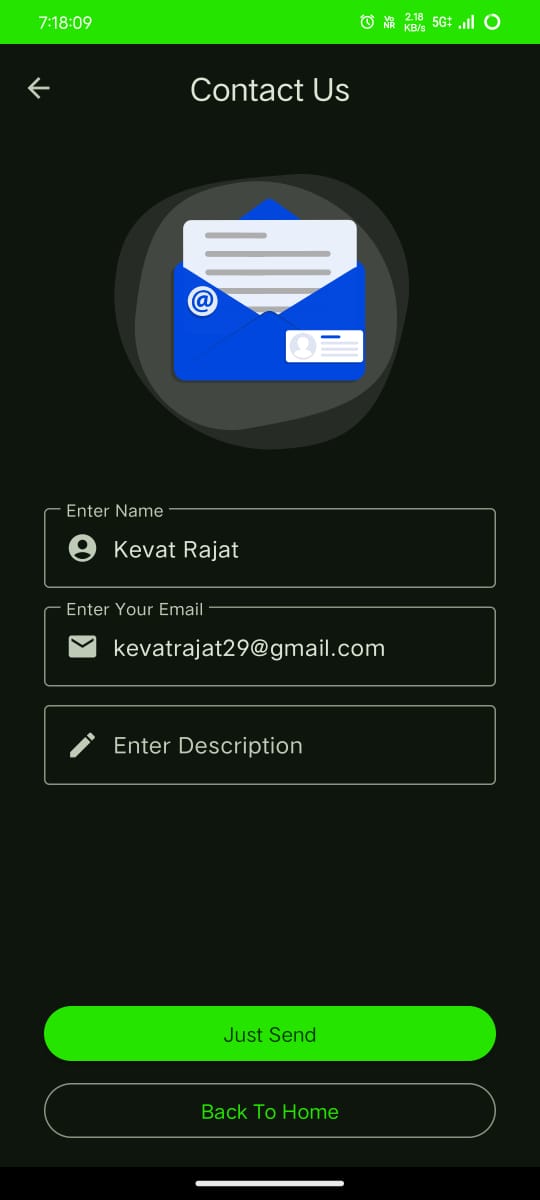 7:18:09
Vo
NR
2.18
KB/s
5G‡
Contact Us
@
Enter Name
Kevat Rajat
Enter Your Email
kevatrajat29@gmail.com
Enter Description
Just Send
Back To Home